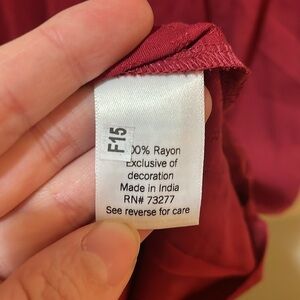 F15
00% Rayon
Exclusive of
decoration
Made in India
RN# 73277
See reverse for care